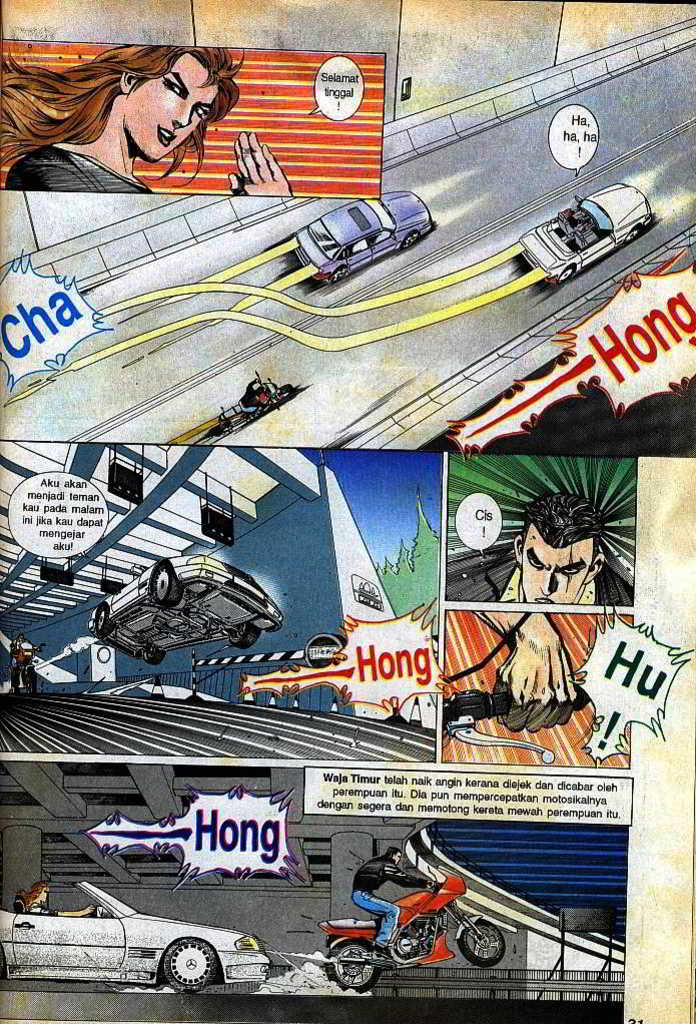 Selamat
tinggal
!
Ha,
ha, ha
!
Cha
Hong
Aku akan
menjadi teman
kau pada malam
ini jika kau dapat
mengejar
aku!
Hong
Cis
!
Hu
!
Waja Timur telah naik angin kerana diejek dan dicabar oleh
perempuan itu. Dia pun mempercepatkan motosikalnya
dengan segera dan memotong kereta mewah perempuan itu.
Hong
31